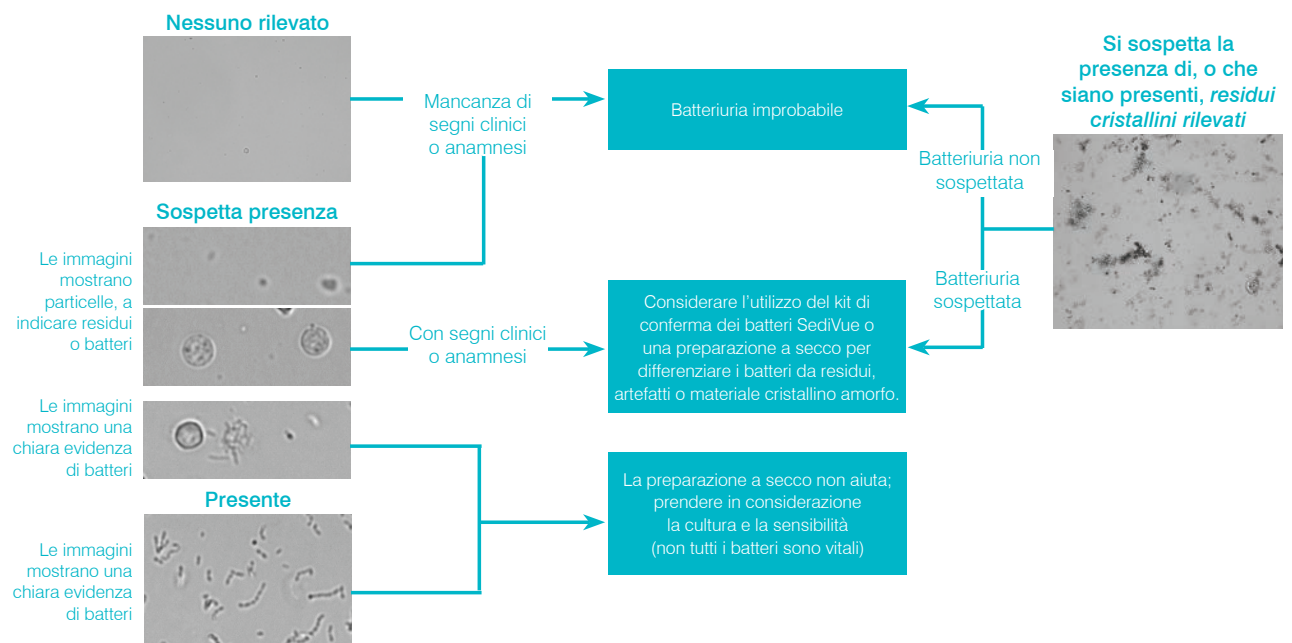 Nessuno rilevato
Mancanza di
segni clinici
o anamnesi
Batteriuria improbabile
Si sospetta la
presenza di, o che
siano presenti, residui
cristallini rilevati
Batteriuria non
sospettata
Batteriuria
sospettata
Sospetta presenza
Le immagini
mostrano
particelle, a
indicare residui
o batteri
Con segni clinici
o anamnesi
Considerare l’utilizzo del kit di
conferma dei batteri SediVue o
una preparazione a secco per
differenziare i batteri da residui,
artefatti o materiale cristallino amorfo.
Le immagini
mostrano una
chiara evidenza
di batteri
Presente
Le immagini
mostrano una
chiara evidenza
di batteri
La preparazione a secco non aiuta;
prendere in considerazione
la cultura e la sensibilità
(non tutti i batteri sono vitali)